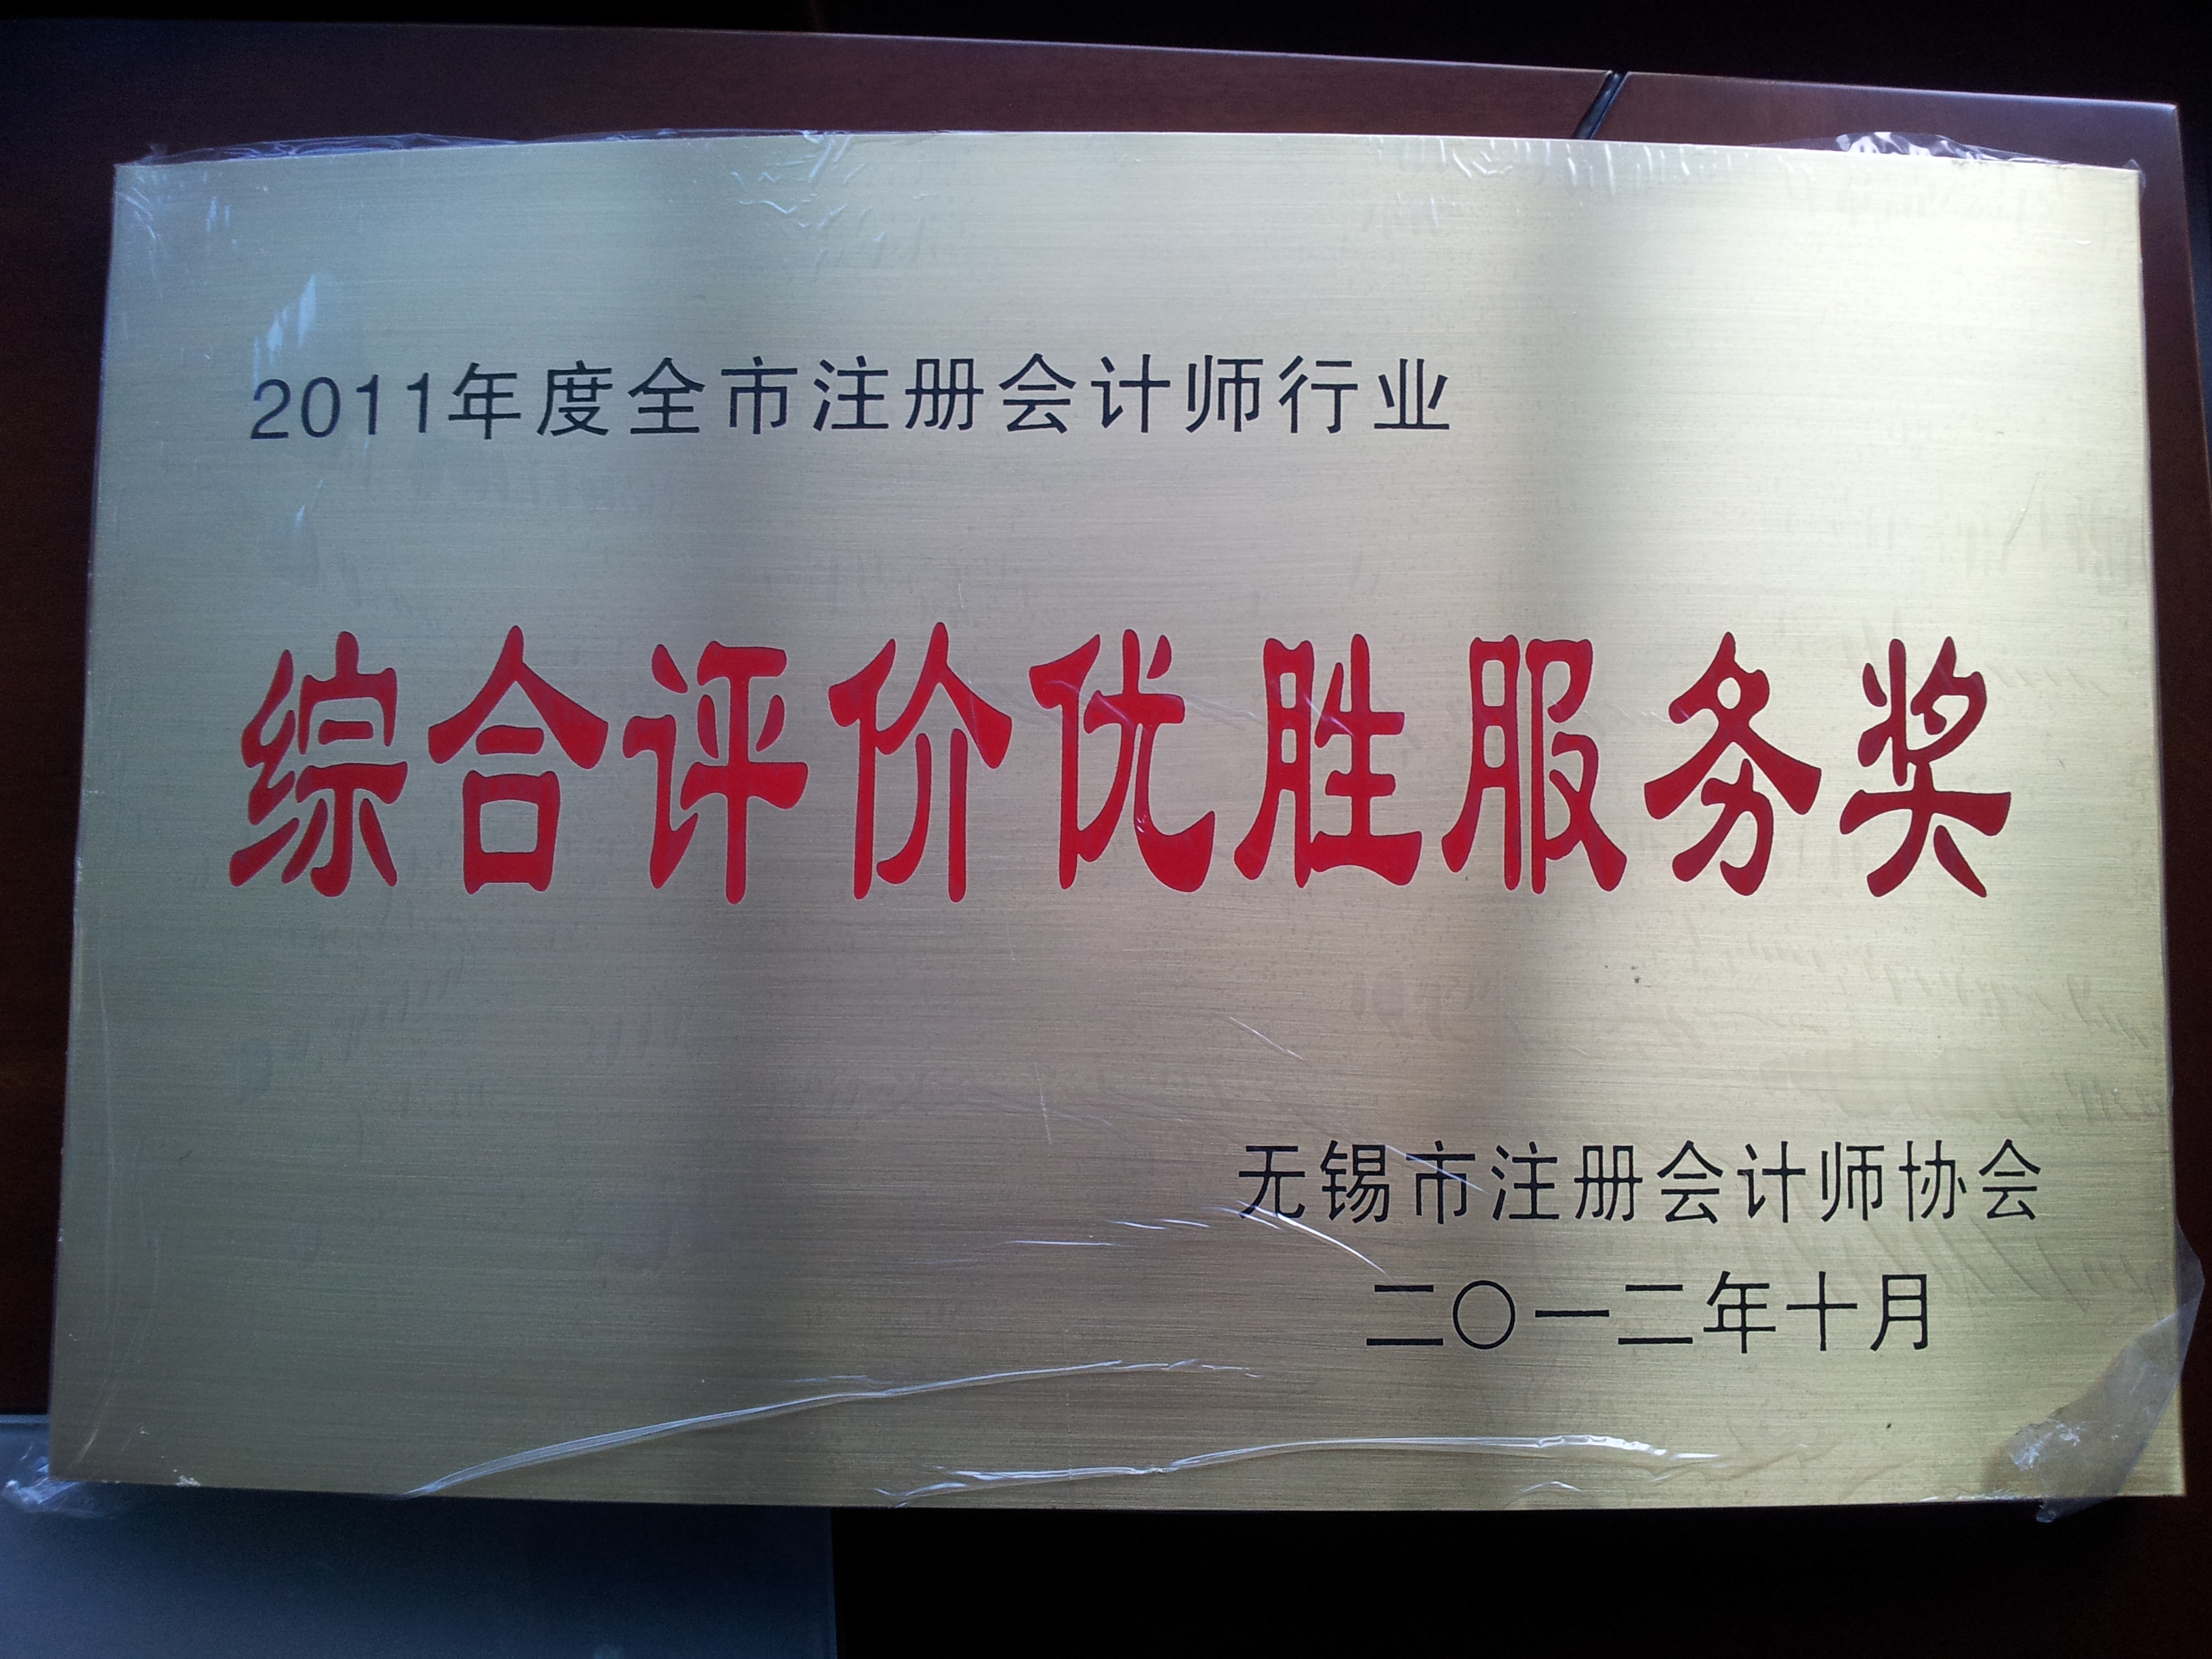 2011年度全市注册会计师行业
综合评价优胜服务奖
无锡市注册会计师协会
二〇一二年十月